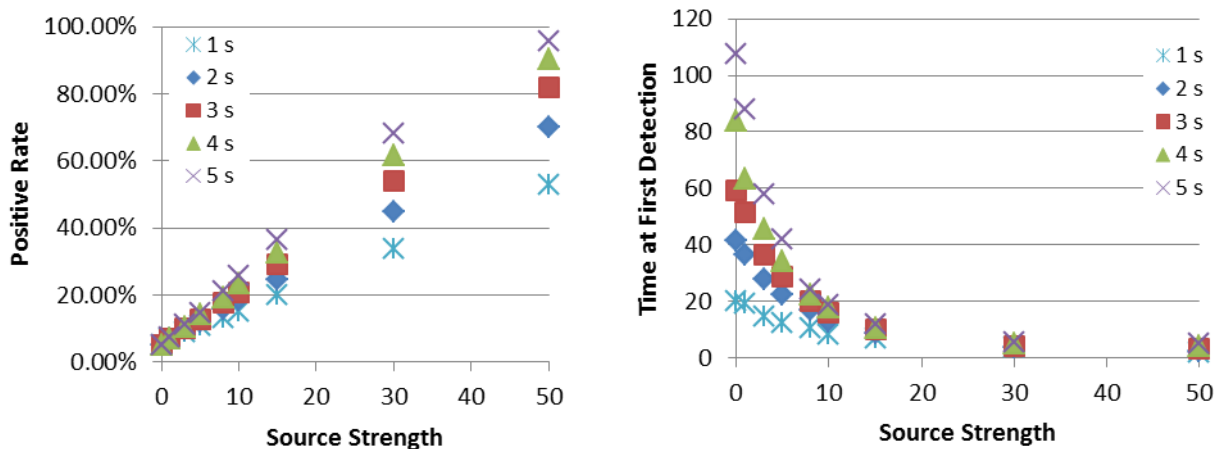 Positive Rate
100.00%
80.00%
60.00%
40.00%
20.00%
0.00%
1 s
2 s
3 s
4 s
5 s
0 10 20 30 40 50
Source Strength
Time at First Detection
120
100
80
60
40
20
0
1 s
2 s
3 s
4 s
5 s
0 10 20 30 40 50
Source Strength